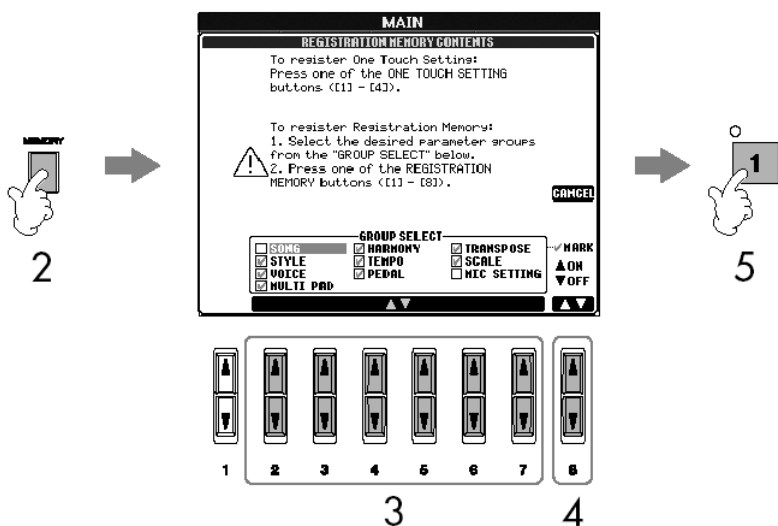 MAIN
REGISTRATION MEMORY CONTENTS
To register One Touch Setting:
Press one of the ONE TOUCH SETTING
buttons ([1] - [4]).
To register Registration Memory:
1. Select the desired parameter groups
from the "GROUP SELECT" below.
2. Press one of the REGISTRATION
MEMORY buttons ([1] - [8]).
CANCEL
GROUP SELECT
SONG HARMONY TRANSPOSE MARK
STYLE TEMPO SCALE ▲ON
VOICE PEDAL MIC SETTING ▼OFF
MULTI PAD
▲▼ ▲▼
MEMORY
2
1
5
1 2 3 4 5 6 7 8
3 4